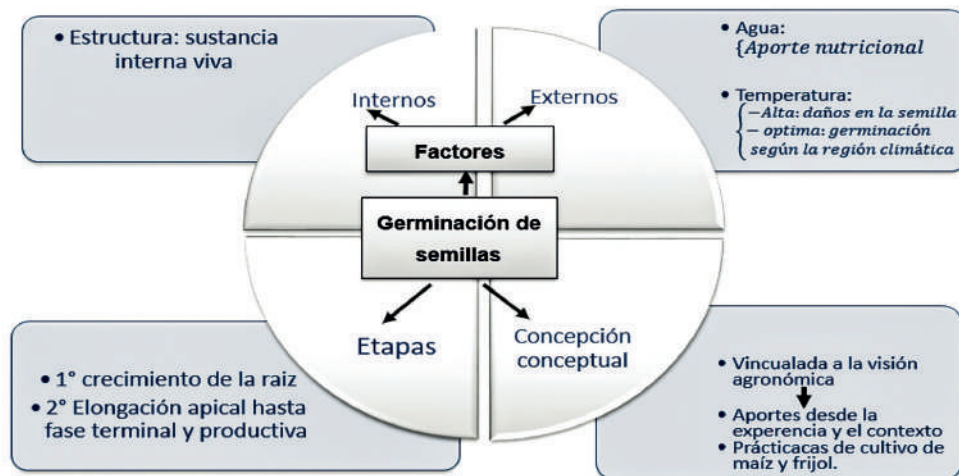 • Estructura: sustancia
interna viva
• Agua:
{Aporte nutricional
• Temperatura:
−Alta: daños en la semilla
− optima: germinación
según la región climática
Internos
Externos
Factores
Germinación de
semillas
Etapas
Concepción
conceptual
• 1° crecimiento de la raiz
• 2° Elongación apical hasta
fase terminal y productiva
• Vincualada a la visión
agronómica
• Aportes desde la
experencia y el contexto
• Prácticacas de cultivo de
maíz y frijol.